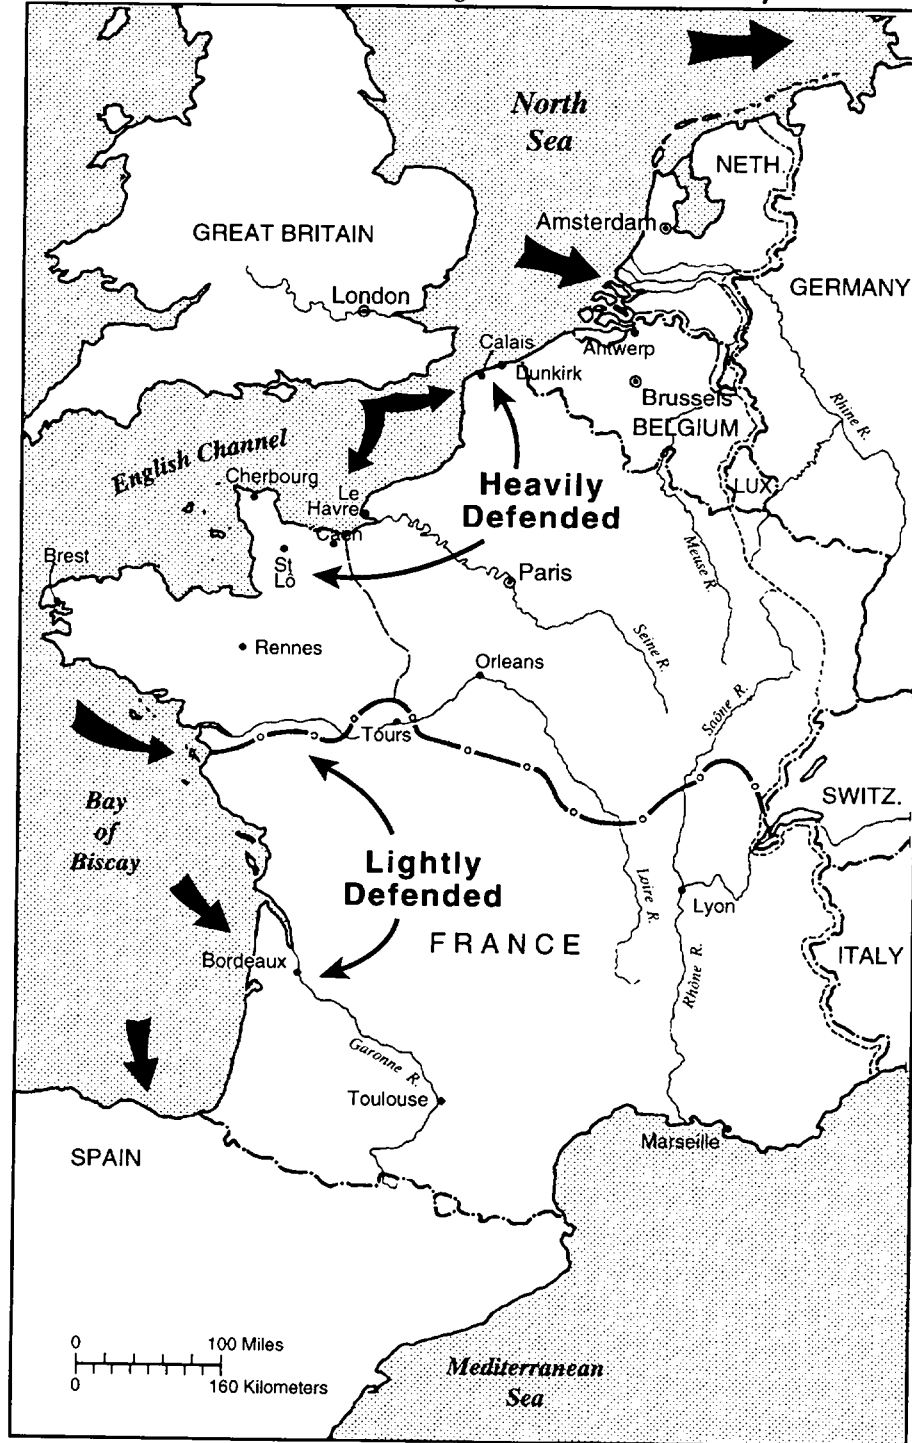 North
Sea
NETH.
Amsterdam
GREAT BRITAIN
GERMANY
London
Calais
Antwerp
Dunkirk
Brussels
BELGIUM
Rhine R.
English Channel
Cherbourg
Le
Havre
LUX.
Heavily
Defended
Caen
Brest
St
Lô
Paris
Meuse R.
Rennes
Seine R.
Orleans
Saône R.
Tours
SWITZ.
Bay
of
Biscay
Lightly
Defended
Loire R.
Lyon
FRANCE
ITALY
Bordeaux
Rhône R.
Garonne R.
Toulouse
Marseille
SPAIN
0 100 Miles
0 160 Kilometers
Mediterranean
Sea